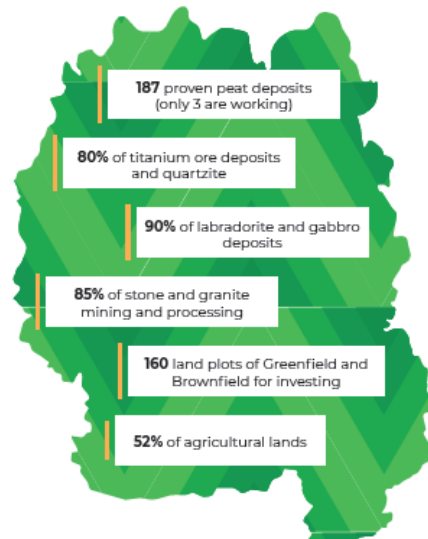 187 proven peat deposits
(only 3 are working)
80% of titanium ore deposits
and quartzite
90% of labradorite and gabbro
deposits
85% of stone and granite
mining and processing
160 land plots of Greenfield and
Brownfield for investing
52% of agricultural lands